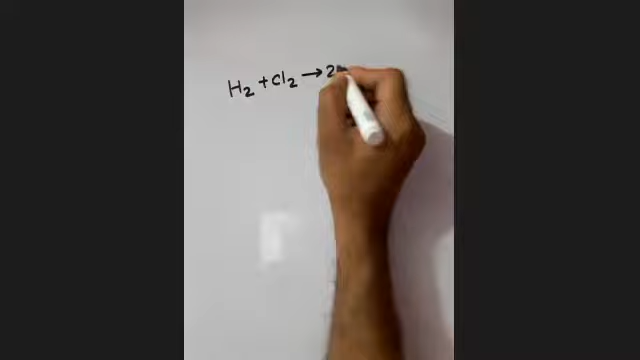 H₂ + Cl₂ → 2